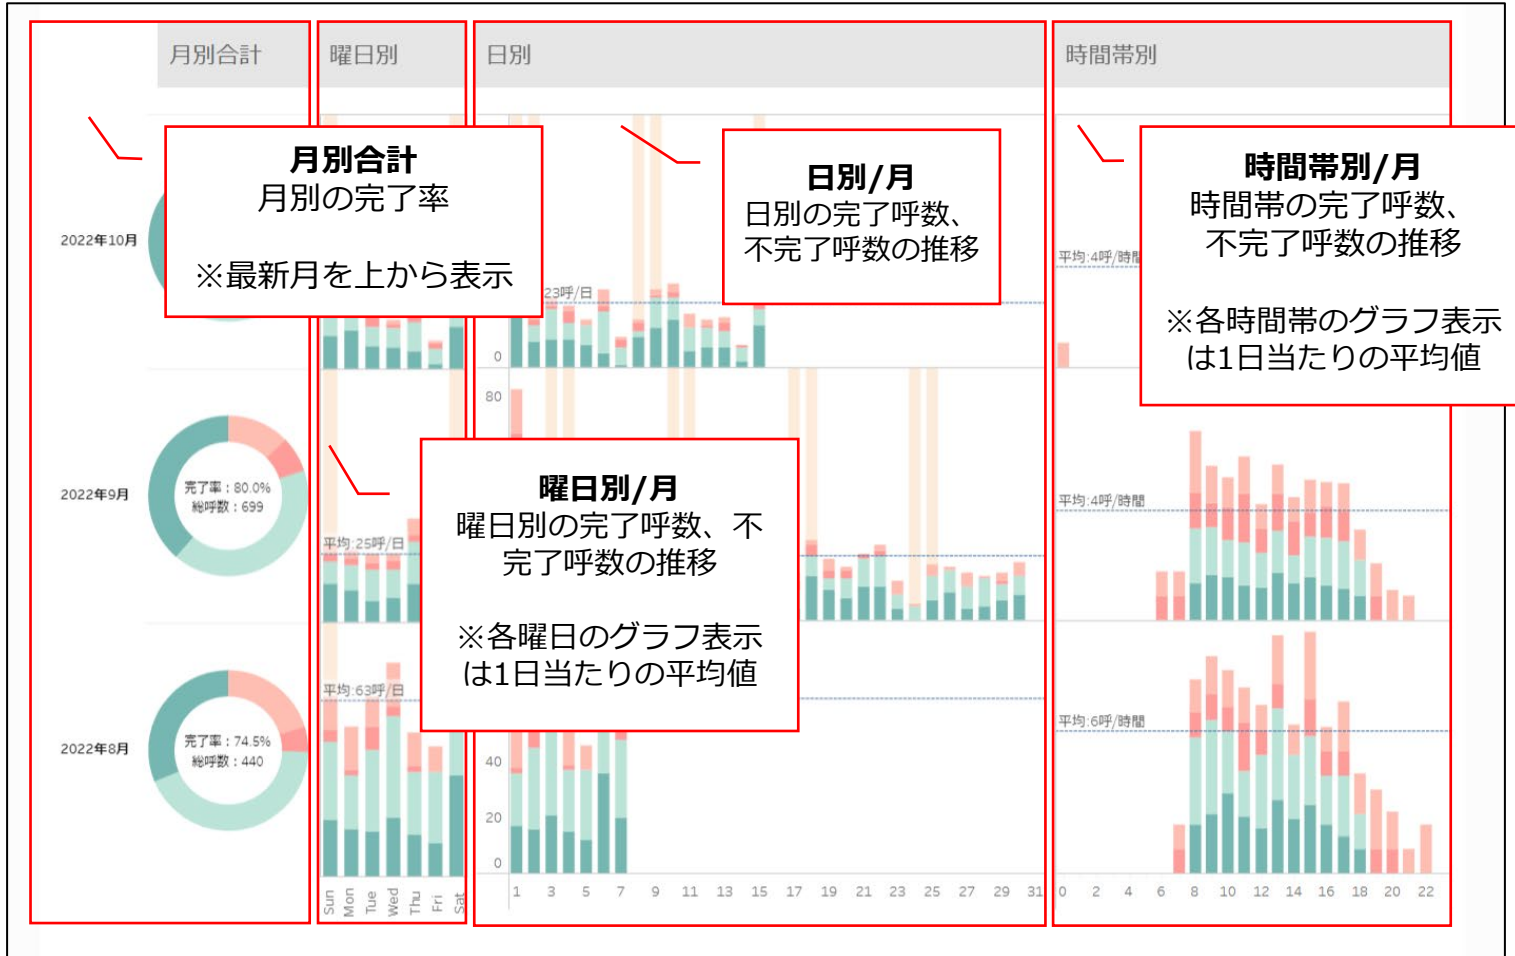 月別合計
曜日別
日別
時間帯別
月別合計
月別の完了率
※最新月を上から表示
日別/月
日別の完了呼数、
不完了呼数の推移
時間帯別/月
時間帯の完了呼数、
不完了呼数の推移
※各時間帯のグラフ表示
は1日当たりの平均値
2022年10月
23呼/日
0
平均:4呼/時間
80
曜日別/月
曜日別の完了呼数、不
完了呼数の推移
※各曜日のグラフ表示
は1日当たりの平均値
2022年9月
完了率：80.0%
総呼数：699
平均:25呼/日
平均:4呼/時間
2022年8月
完了率：74.5%
総呼数：440
平均:63呼/日
40
20
0
平均:6呼/時間
Sun Mon Tue Wed Thu Fri Sat
1 3 5 7 9 11 13 15 17 19 21 23 25 27 29 31
0 2 4 6 8 10 12 14 16 18 20 22